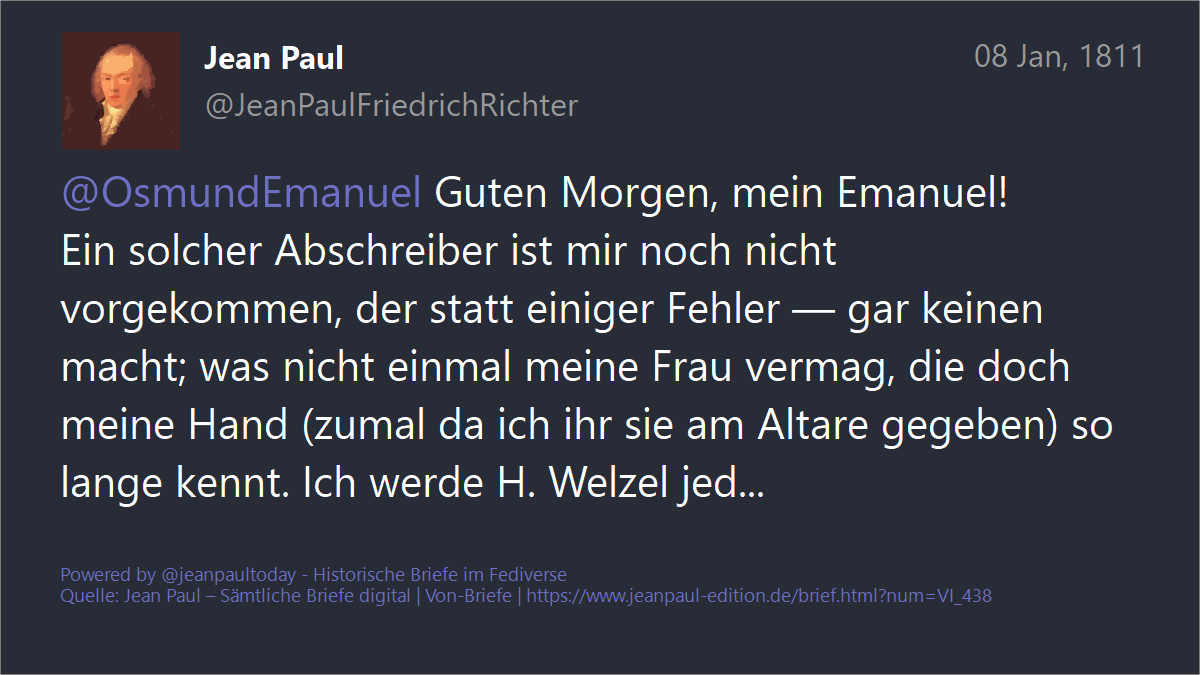 Jean Paul
08 Jan, 1811
@JeanPaulFriedrichRichter
@OsmundEmanuel Guten Morgen, mein Emanuel!
Ein solcher Abschreiber ist mir noch nicht
vorgekommen, der statt einiger Fehler — gar keinen
macht; was nicht einmal meine Frau vermag, die doch
meine Hand (zumal da ich ihr sie am Altare gegeben) so
lange kennt. Ich werde H. Welzel jed...
Powered by @jeanpaultoday - Historische Briefe im Fediverse
Quelle: Jean Paul – Sämtliche Briefe digital | Von-Briefe | https://www.jeanpaul-edition.de/brief.html?num=VI_438